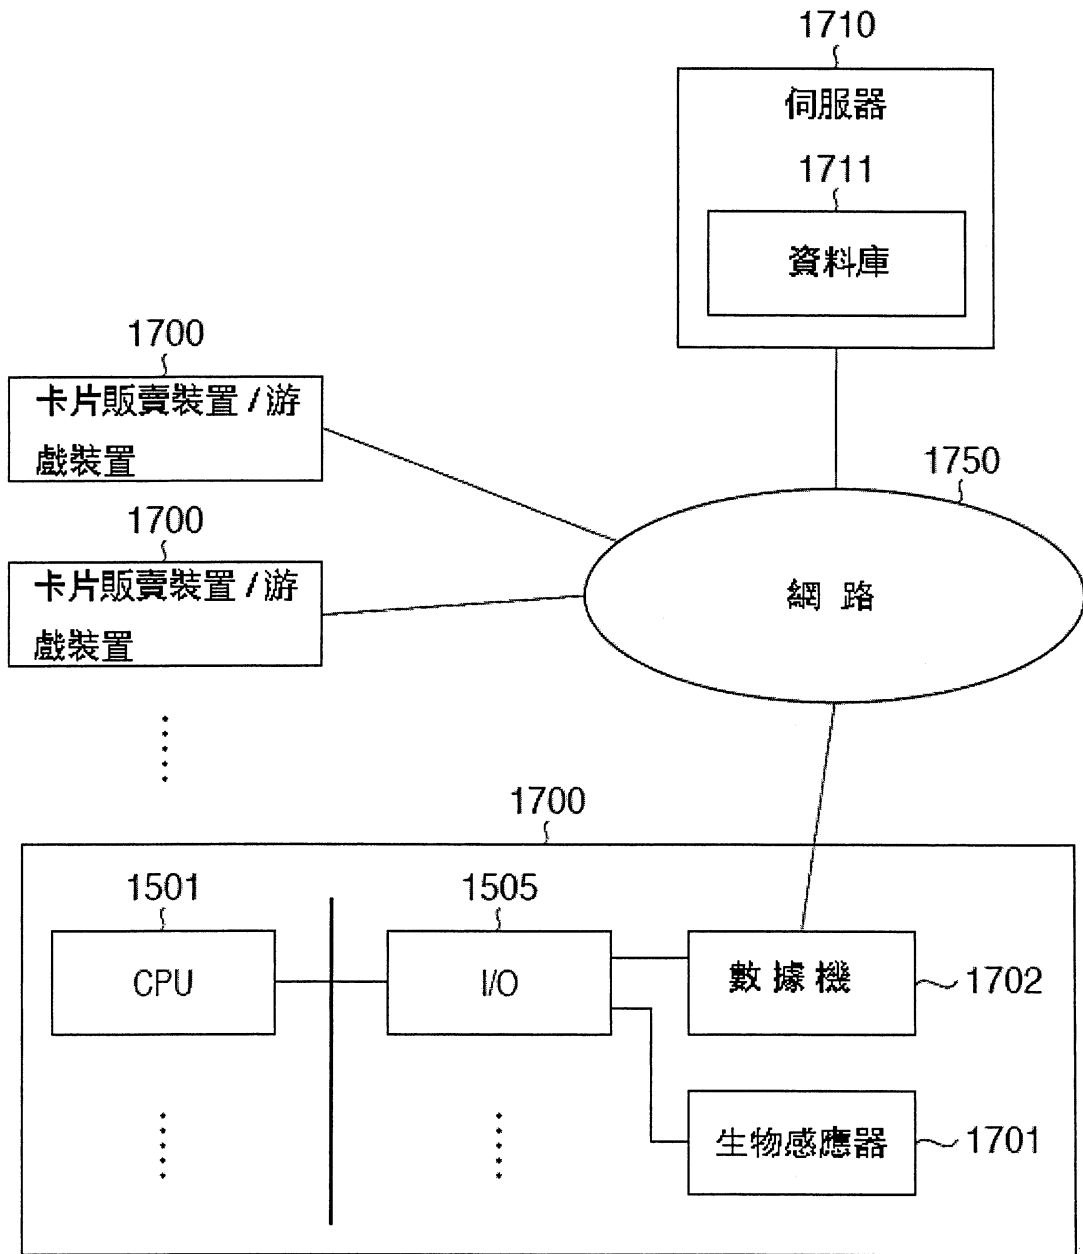 1710
伺服器
1711
資料庫
1700
卡片販賣裝置/游
戲裝置
1750
網路
1700
卡片販賣裝置/游
戲裝置
1700
1501
1505
CPU
I/O
數據機
1702
生物感應器
1701